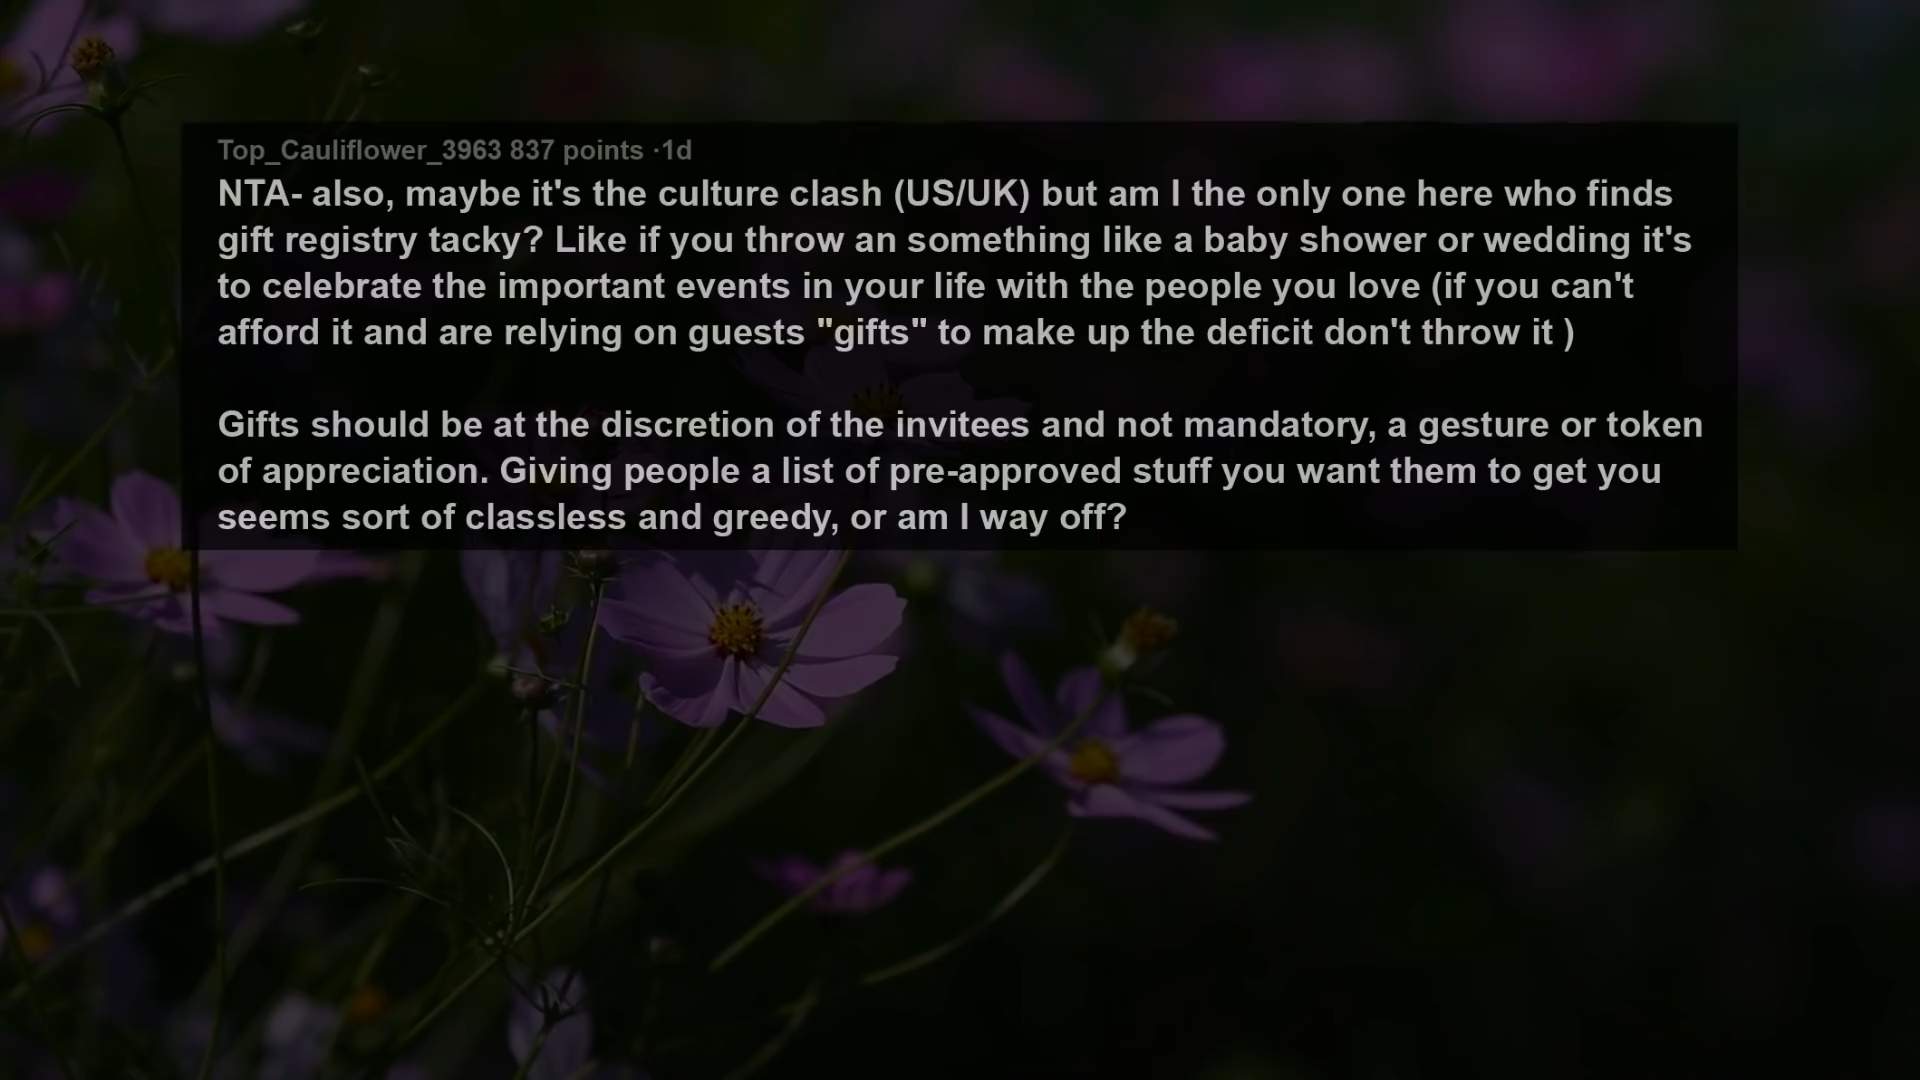 Top_Cauliflower_3963 837 points ·1d
NTA- also, maybe it's the culture clash (US/UK) but am I the only one here who finds
gift registry tacky? Like if you throw an something like a baby shower or wedding it's
to celebrate the important events in your life with the people you love (if you can't
afford it and are relying on guests "gifts" to make up the deficit don't throw it )
Gifts should be at the discretion of the invitees and not mandatory, a gesture or token
of appreciation. Giving people a list of pre-approved stuff you want them to get you
seems sort of classless and greedy, or am I way off?